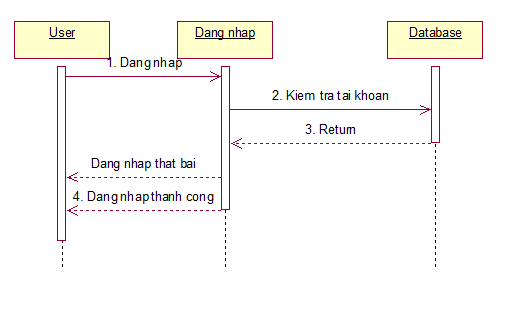 User
Dang nhap
Database
1. Dang nhap
2. Kiem tra tai khoan
3. Return
Dang nhap that bai
4. Dang nhap thanh cong